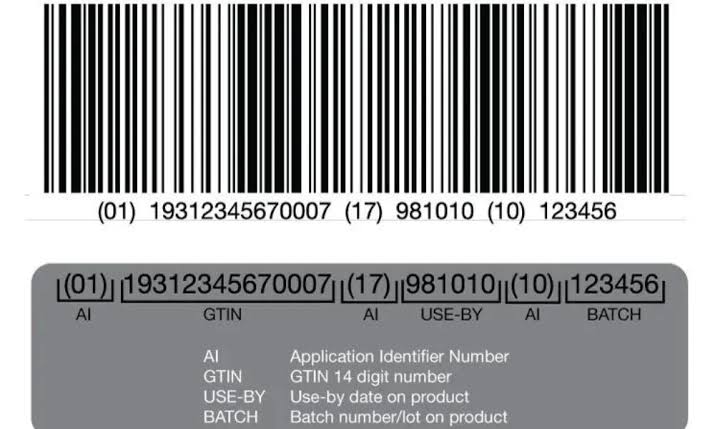 (01) 19312345670007 (17) 981010 (10) 123456
(01) 19312345670007 (17) 981010 (10) 123456
AI GTIN AI USE-BY AI BATCH
AI Application Identifier Number
GTIN GTIN 14 digit number
USE-BY Use-by date on product
BATCH Batch number/lot on product